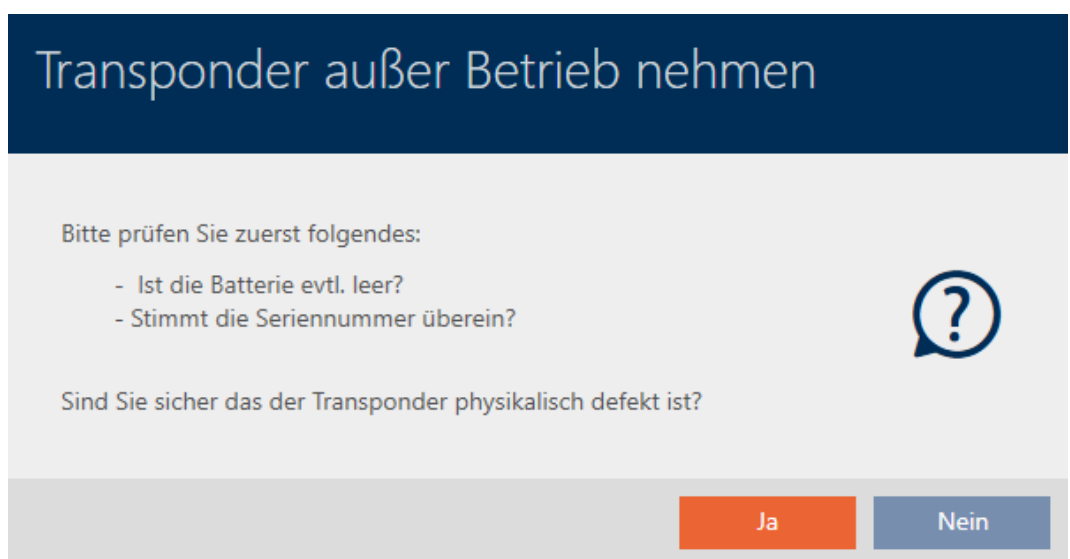 Transponder außer Betrieb nehmen
Bitte prüfen Sie zuerst folgendes:
- Ist die Batterie evtl. leer?
- Stimmt die Seriennummer überein?
?
Sind Sie sicher das der Transponder physikalisch defekt ist?
Ja
Nein